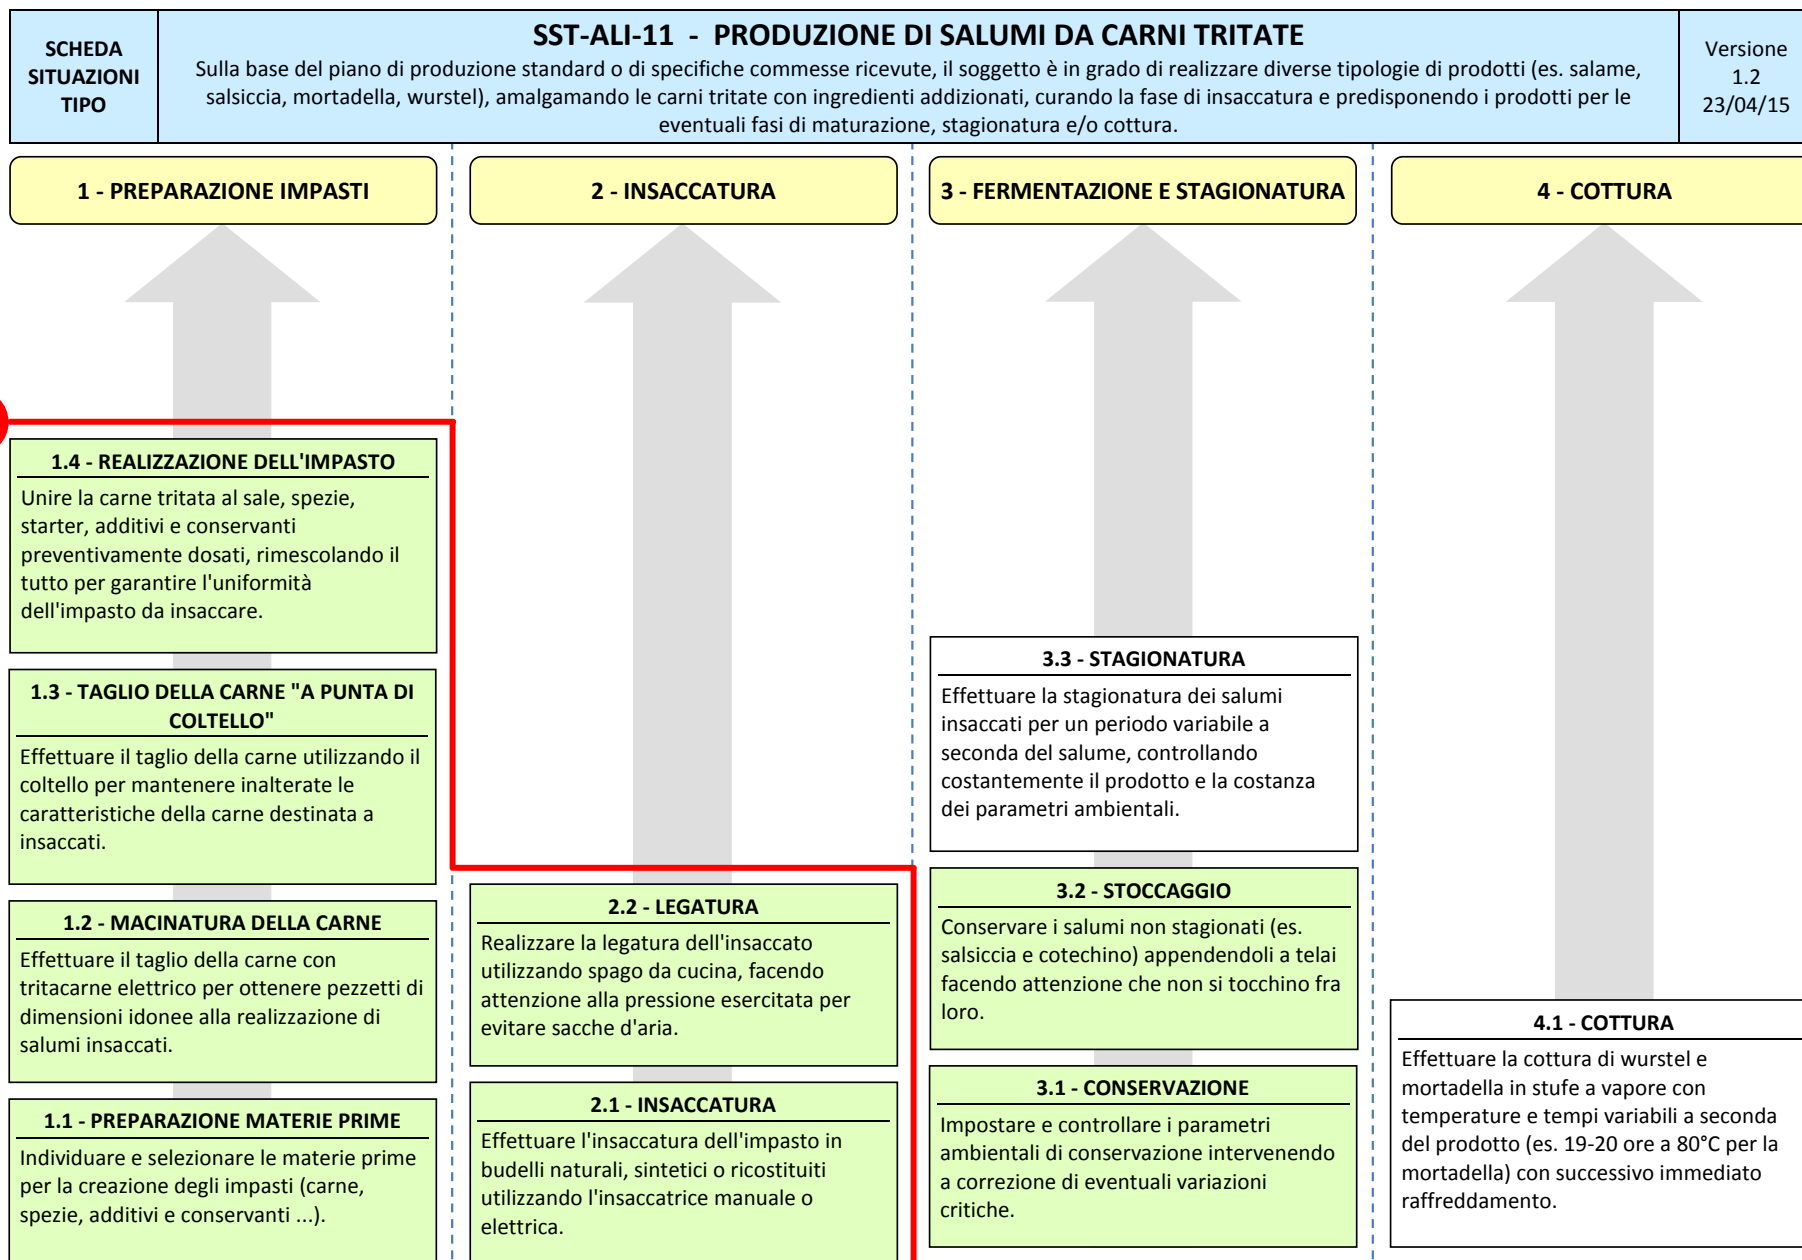 SCHEDA
SITUAZIONI
TIPO
SST-ALI-11 - PRODUZIONE DI SALUMI DA CARNI TRITATE
Sulla base del piano di produzione standard o di specifiche commesse ricevute, il soggetto è in grado di realizzare diverse tipologie di prodotti (es. salame,
salsiccia, mortadella, wurstel), amalgamando le carni tritate con ingredienti addizionati, curando la fase di insaccatura e predisponendo i prodotti per le
eventuali fasi di maturazione, stagionatura e/o cottura.
Versione
1.2
23/04/15
1 - PREPARAZIONE IMPASTI
2 - INSACCATURA
3 - FERMENTAZIONE E STAGIONATURA
4 - COTTURA
1.4 - REALIZZAZIONE DELL'IMPASTO
Unire la carne tritata al sale, spezie,
starter, additivi e conservanti
preventivamente dosati, rimescolando il
tutto per garantire l'uniformità
dell'impasto da insaccare.
1.3 - TAGLIO DELLA CARNE "A PUNTA DI
COLTELLO"
Effettuare il taglio della carne utilizzando il
coltello per mantenere inalterate le
caratteristiche della carne destinata a
insaccati.
1.2 - MACINATURA DELLA CARNE
Effettuare il taglio della carne con
tritacarne elettrico per ottenere pezzetti di
dimensioni idonee alla realizzazione di
salumi insaccati.
1.1 - PREPARAZIONE MATERIE PRIME
Individuare e selezionare le materie prime
per la creazione degli impasti (carne,
spezie, additivi e conservanti ...).
2.2 - LEGATURA
Realizzare la legatura dell'insaccato
utilizzando spago da cucina, facendo
attenzione alla pressione esercitata per
evitare sacche d'aria.
2.1 - INSACCATURA
Effettuare l'insaccatura dell'impasto in
budelli naturali, sintetici o ricostituiti
utilizzando l'insaccatrice manuale o
elettrica.
3.3 - STAGIONATURA
Effettuare la stagionatura dei salumi
insaccati per un periodo variabile a
seconda del salume, controllando
costantemente il prodotto e la costanza
dei parametri ambientali.
3.2 - STOCCAGGIO
Conservare i salumi non stagionati (es.
salsiccia e cotechino) appendendoli a telai
facendo attenzione che non si tocchino fra
loro.
3.1 - CONSERVAZIONE
Impostare e controllare i parametri
ambientali di conservazione intervenendo
a correzione di eventuali variazioni
critiche.
4.1 - COTTURA
Effettuare la cottura di wurstel e
mortadella in stufe a vapore con
temperature e tempi variabili a seconda
del prodotto (es. 19-20 ore a 80°C per la
mortadella) con successivo immediato
raffreddamento.